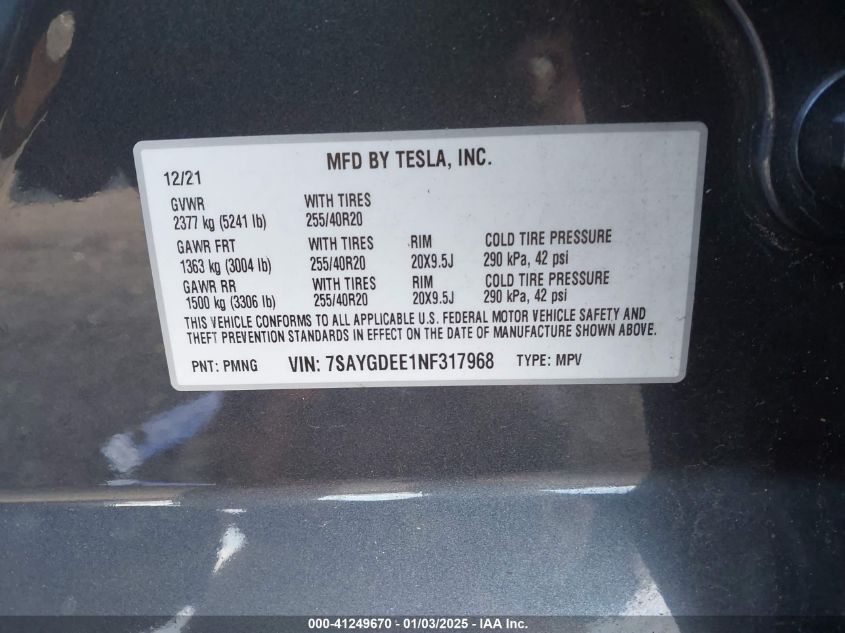 MFD BY TESLA, INC.
12/21
GVWR WITH TIRES
2377 kg (5241 lb) 255/40R20
GAWR FRT WITH TIRES RIM COLD TIRE PRESSURE
1363 kg (3004 lb) 255/40R20 20X9.5J 290 kPa, 42 psi
GAWR RR WITH TIRES RIM COLD TIRE PRESSURE
1500 kg (3306 lb) 255/40R20 20X9.5J 290 kPa, 42 psi
THIS VEHICLE CONFORMS TO ALL APPLICABLE U.S. FEDERAL MOTOR VEHICLE SAFETY AND
THEFT PREVENTION STANDARDS IN EFFECT ON THE DATE OF MANUFACTURE SHOWN ABOVE.
PNT: PMNG VIN: 7SAYGDEE1NF317968 TYPE: MPV
000-41249670 - 01/03/2025 - IAA Inc.